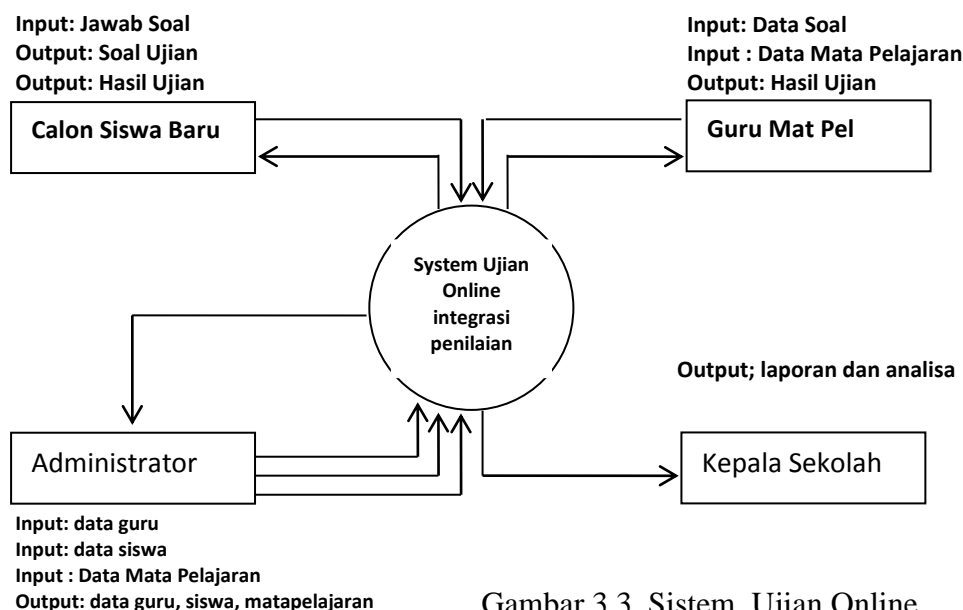 Input: Jawab Soal
Output: Soal Ujian
Output: Hasil Ujian
Calon Siswa Baru
Input: Data Soal
Input : Data Mata Pelajaran
Output: Hasil Ujian
Guru Mat Pel
System Ujian
Online
integrasi
penilaian
Output; laporan dan analisa
Administrator
Kepala Sekolah
Input: data guru
Input: data siswa
Input : Data Mata Pelajaran
Output: data guru, siswa, matapelajaran
Gambar 3.3 Sistem Ujian Online